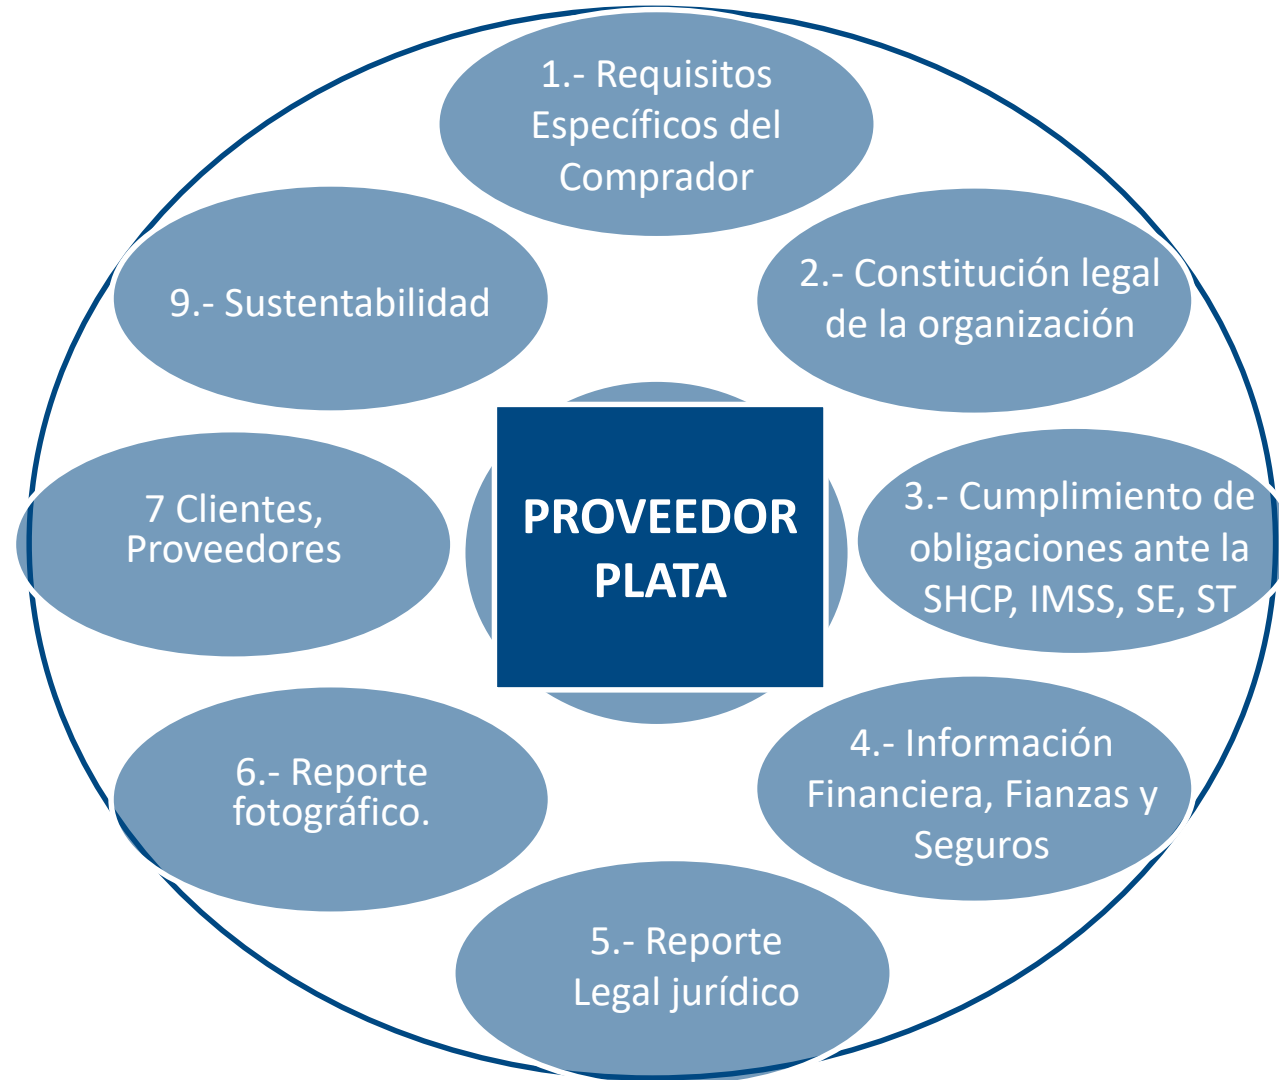 1.- Requisitos
Específicos del
Comprador
2.- Constitución legal
de la organización
3.- Cumplimiento de
obligaciones ante la
SHCP, IMSS, SE, ST
4.- Información
Financiera, Fianzas y
Seguros
5.- Reporte
Legal jurídico
6.- Reporte
fotográfico.
7 Clientes,
Proveedores
9.- Sustentabilidad
PROVEEDOR
PLATA